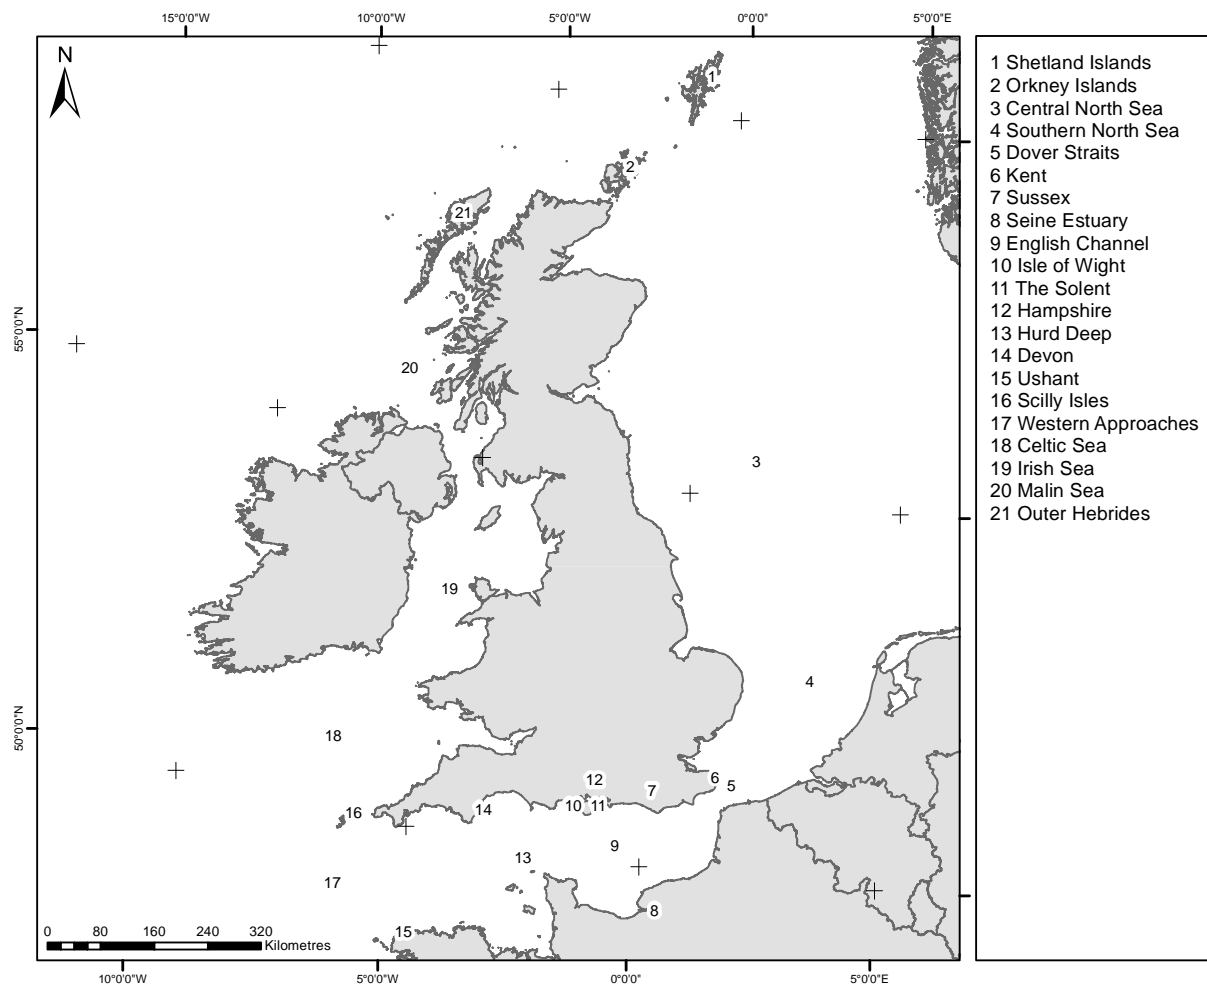 15°0'0"W 10°0'0"W 5°0'0"W 0°0'0" 5°0'0"E
N
1
2
21
55°0'0"N
20
3
19
4
50°0'0"N
18
12
7
6
5
16
14
10
11
9
13
17
8
15
0 80 160 240 320
Kilometres
10°0'0"W 5°0'0"W 0°0'0" 5°0'0"E
1 Shetland Islands
2 Orkney Islands
3 Central North Sea
4 Southern North Sea
5 Dover Straits
6 Kent
7 Sussex
8 Seine Estuary
9 English Channel
10 Isle of Wight
11 The Solent
12 Hampshire
13 Hurd Deep
14 Devon
15 Ushant
16 Scilly Isles
17 Western Approaches
18 Celtic Sea
19 Irish Sea
20 Malin Sea
21 Outer Hebrides